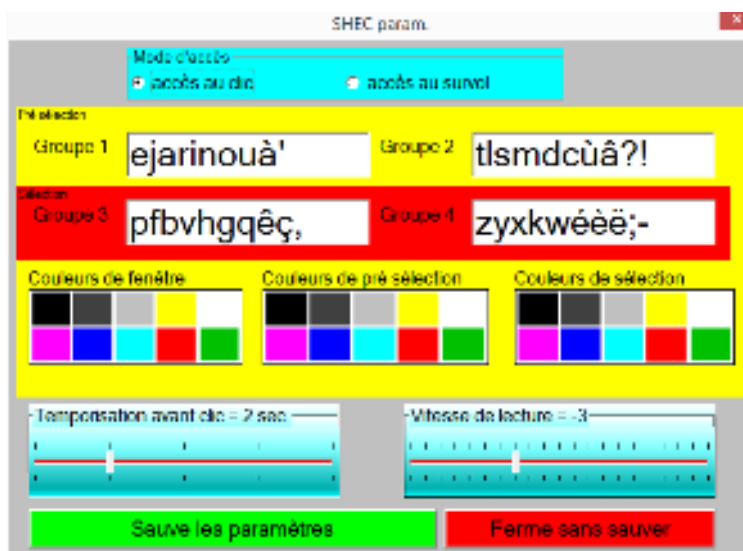 SHEC param.
Mode d'accès
accès au clic
accès au survol
Pré sélection
Groupe 1
ejarinouà'
Groupe 2
tlsmdcùâ?!
Sélection
Groupe 3
pfbvhgqêç,
Groupe 4
zyxkwéèë;-
Couleurs de fenêtre
Couleurs de pré sélection
Couleurs de sélection
Temporisation avant clic = 2 sec
Vitesse de lecture = -3
Sauve les paramètres
Ferme sans sauver